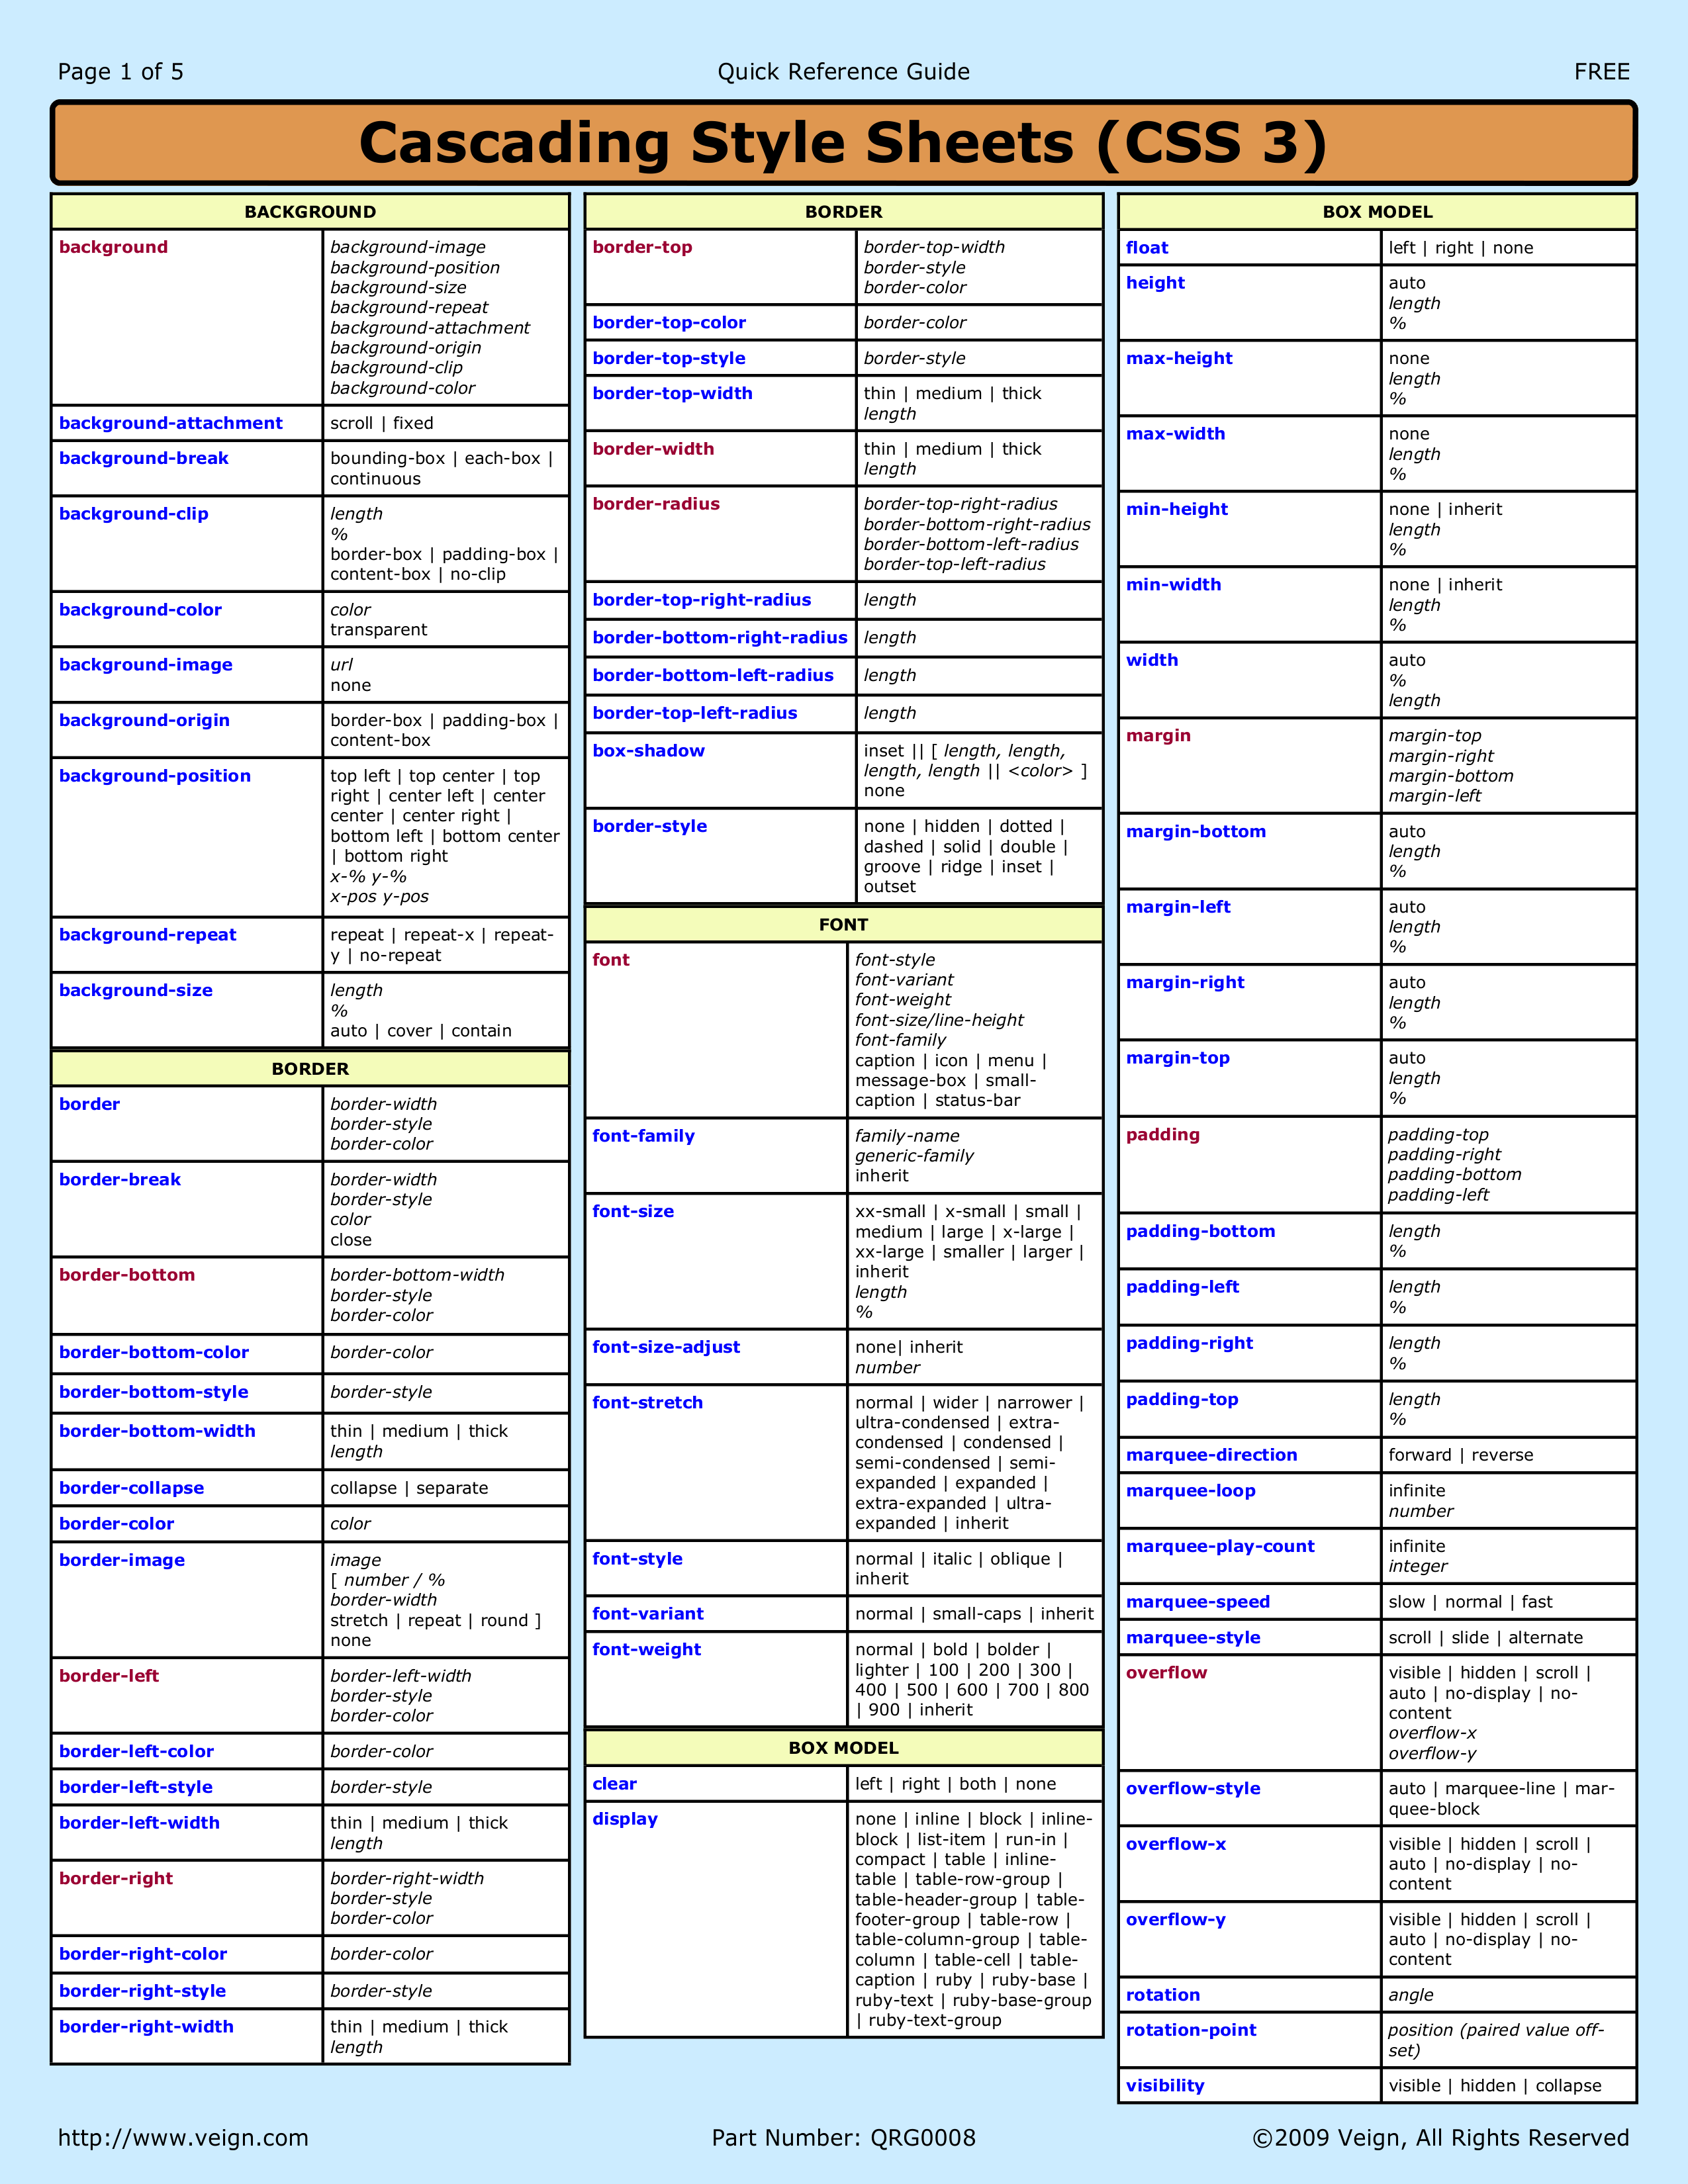 Page 1 of 5
Quick Reference Guide
FREE
Cascading Style Sheets (CSS 3)
BACKGROUND
background
background-image
background-position
background-size
background-repeat
background-attachment
background-origin
background-clip
background-color
background-attachment
scroll | fixed
background-break
bounding-box | each-box |
continuous
background-clip
length
%
border-box | padding-box |
content-box | no-clip
background-color
color
transparent
background-image
url
none
background-origin
border-box | padding-box |
content-box
background-position
top left | top center | top
right | center left | center
center | center right |
bottom left | bottom center
| bottom right
x-% y-%
x-pos y-pos
background-repeat
repeat | repeat-x | repeat-
y | no-repeat
background-size
length
%
auto | cover | contain
BORDER
border
border-width
border-style
border-color
border-break
border-width
border-style
color
close
border-bottom
border-bottom-width
border-style
border-color
border-bottom-color
border-color
border-bottom-style
border-style
border-bottom-width
thin | medium | thick
length
border-collapse
collapse | separate
border-color
color
border-image
image
[ number / %
border-width
stretch | repeat | round ]
none
border-left
border-left-width
border-style
border-color
border-left-color
border-color
border-left-style
border-style
border-left-width
thin | medium | thick
length
border-right
border-right-width
border-style
border-color
border-right-color
border-color
border-right-style
border-style
border-right-width
thin | medium | thick
length
BORDER
border-top
border-top-width
border-style
border-color
border-top-color
border-color
border-top-style
border-style
border-top-width
thin | medium | thick
length
border-width
thin | medium | thick
length
border-radius
border-top-right-radius
border-bottom-right-radius
border-bottom-left-radius
border-top-left-radius
border-top-right-radius
length
border-bottom-right-radius
length
border-bottom-left-radius
length
border-top-left-radius
length
box-shadow
inset || [ length, length,
length, length || <color> ]
none
border-style
none | hidden | dotted |
dashed | solid | double |
groove | ridge | inset |
outset
FONT
font
font-style
font-variant
font-weight
font-size/line-height
font-family
caption | icon | menu |
message-box | small-
caption | status-bar
font-family
family-name
generic-family
inherit
font-size
xx-small | x-small | small |
medium | large | x-large |
xx-large | smaller | larger |
inherit
length
%
font-size-adjust
none| inherit
number
font-stretch
normal | wider | narrower |
ultra-condensed | extra-
condensed | condensed |
semi-condensed | semi-
expanded | expanded |
extra-expanded | ultra-
expanded | inherit
font-style
normal | italic | oblique |
inherit
font-variant
normal | small-caps | inherit
font-weight
normal | bold | bolder |
lighter | 100 | 200 | 300 |
400 | 500 | 600 | 700 | 800
| 900 | inherit
BOX MODEL
clear
left | right | both | none
display
none | inline | block | inline-
block | list-item | run-in |
compact | table | inline-
table | table-row-group |
table-header-group | table-
footer-group | table-row |
table-column-group | table-
column | table-cell | table-
caption | ruby | ruby-base |
ruby-text | ruby-base-group
| ruby-text-group
BOX MODEL
float
left | right | none
height
auto
length
%
max-height
none
length
%
max-width
none
length
%
min-height
none | inherit
length
%
min-width
none | inherit
length
%
width
auto
%
length
margin
margin-top
margin-right
margin-bottom
margin-left
margin-bottom
auto
length
%
margin-left
auto
length
%
margin-right
auto
length
%
margin-top
auto
length
%
padding
padding-top
padding-right
padding-bottom
padding-left
padding-bottom
length
%
padding-left
length
%
padding-right
length
%
padding-top
length
%
marquee-direction
forward | reverse
marquee-loop
infinite
number
marquee-play-count
infinite
integer
marquee-speed
slow | normal | fast
marquee-style
scroll | slide | alternate
overflow
visible | hidden | scroll |
auto | no-display | no-
content
overflow-x
overflow-y
overflow-style
auto | marquee-line | mar-
quee-block
overflow-x
visible | hidden | scroll |
auto | no-display | no-
content
overflow-y
visible | hidden | scroll |
auto | no-display | no-
content
rotation
angle
rotation-point
position (paired value off-
set)
visibility
visible | hidden | collapse
http://www.veign.com
Part Number: QRG0008
©2009 Veign, All Rights Reserved